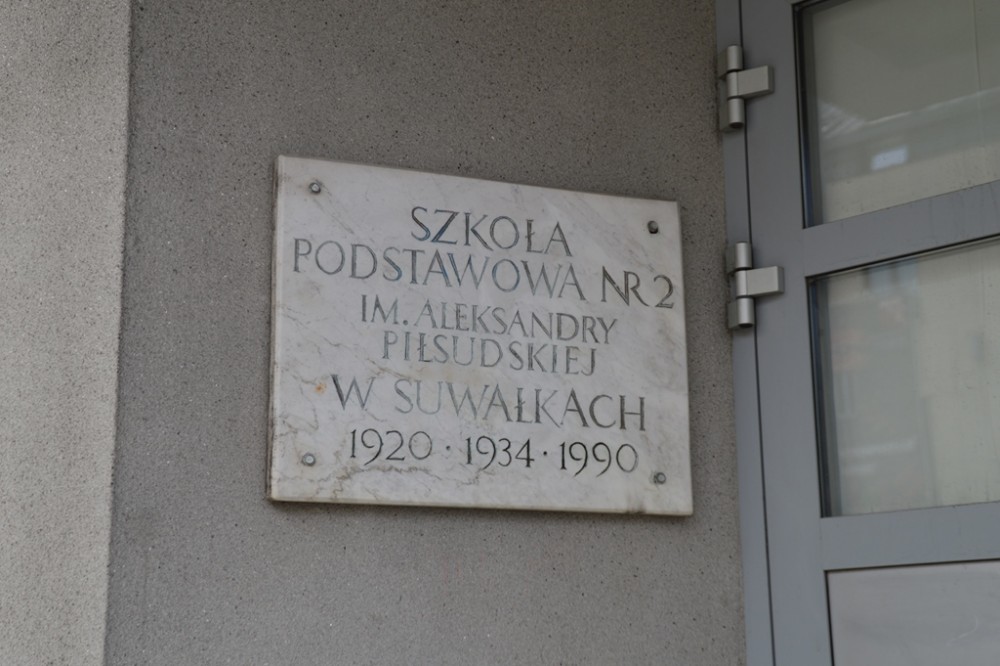 SZKOŁA
PODSTAWOWA NR 2
IM. ALEKSANDRY
PIŁSUDSKIEJ
W SUWAŁKACH
1920 · 1934 · 1990